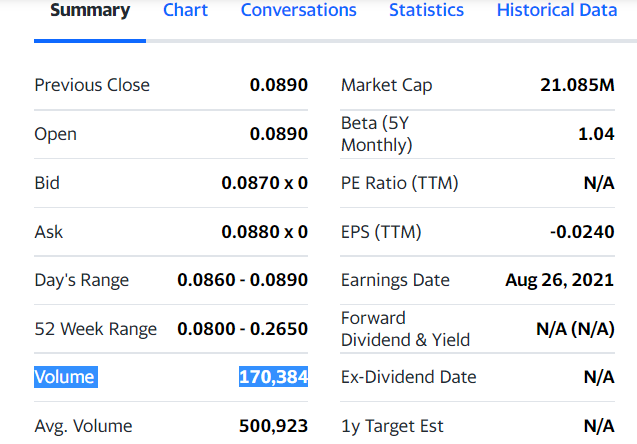 Summary Chart Conversations Statistics Historical Data
Previous Close 0.0890
Open 0.0890
Bid 0.0870 x 0
Ask 0.0880 x 0
Day's Range 0.0860 - 0.0890
52 Week Range 0.0800 - 0.2650
Volume 170,384
Avg. Volume 500,923
Market Cap 21.085M
Beta (5Y
Monthly) 1.04
PE Ratio (TTM) N/A
EPS (TTM) -0.0240
Earnings Date Aug 26, 2021
Forward
Dividend & Yield N/A (N/A)
Ex-Dividend Date N/A
1y Target Est N/A